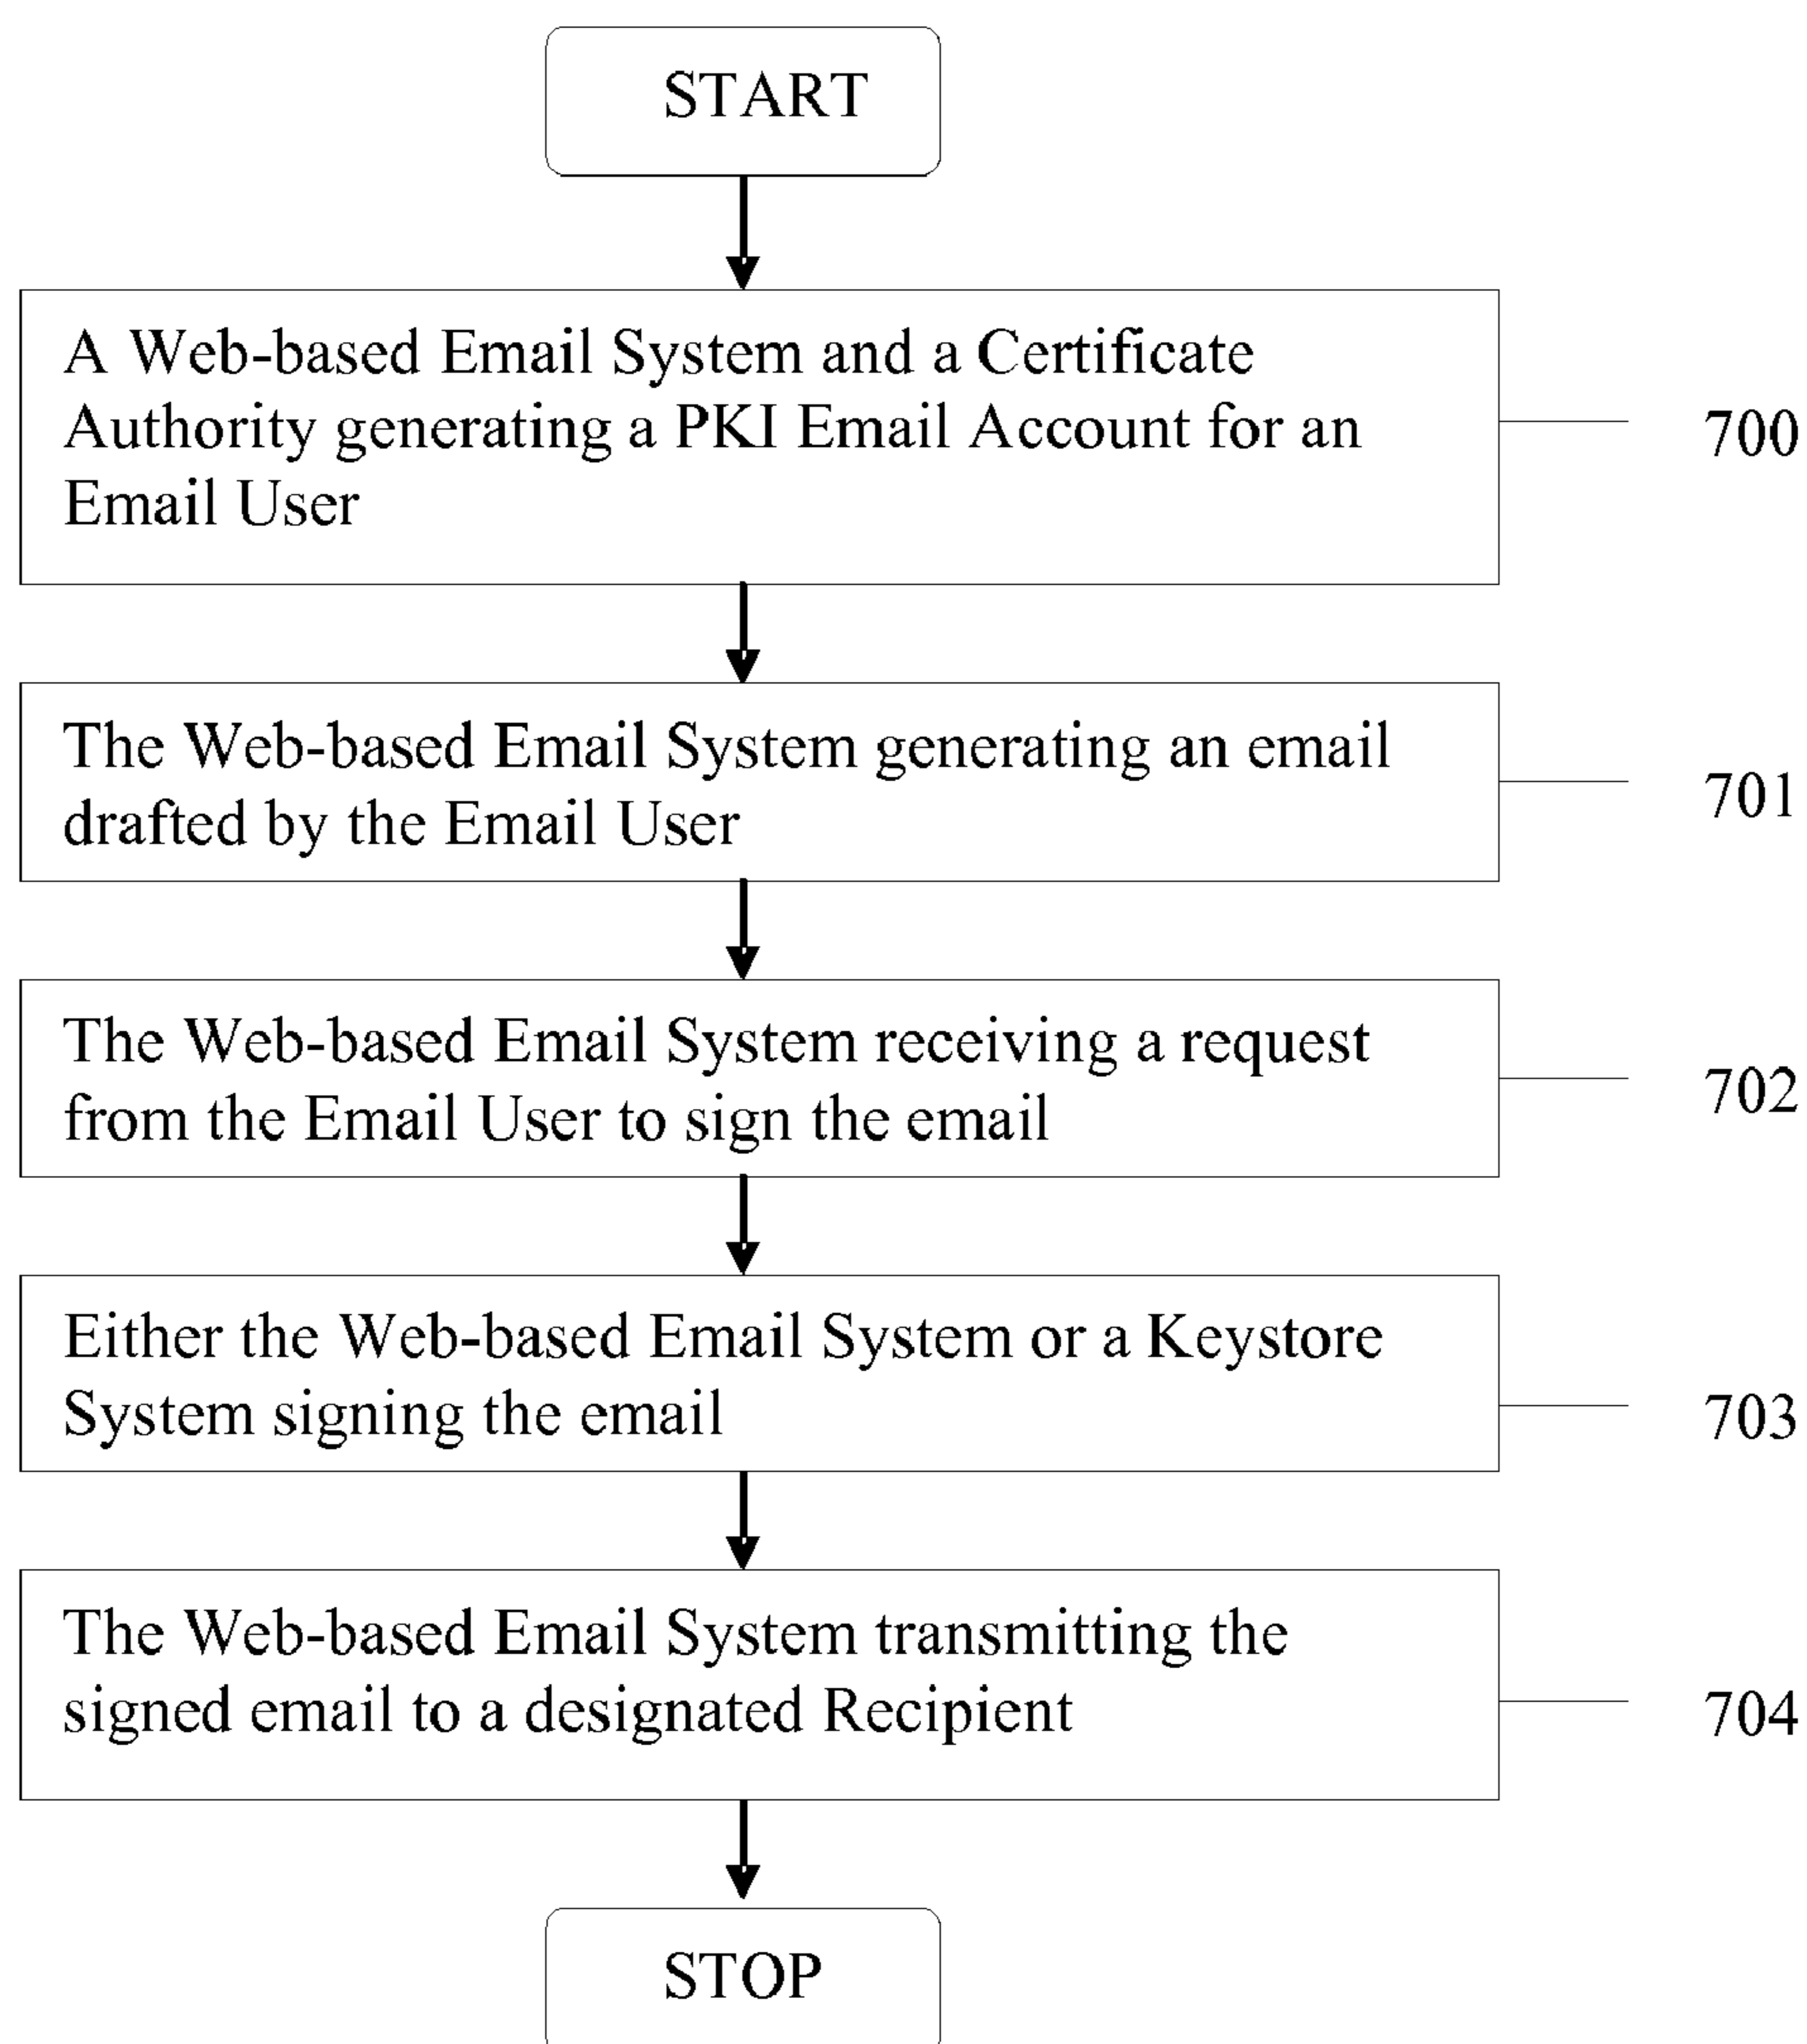 START
A Web-based Email System and a Certificate
Authority generating a PKI Email Account for an
Email User
700
The Web-based Email System generating an email
drafted by the Email User
701
The Web-based Email System receiving a request
from the Email User to sign the email
702
Either the Web-based Email System or a Keystore
System signing the email
703
The Web-based Email System transmitting the
signed email to a designated Recipient
704
STOP